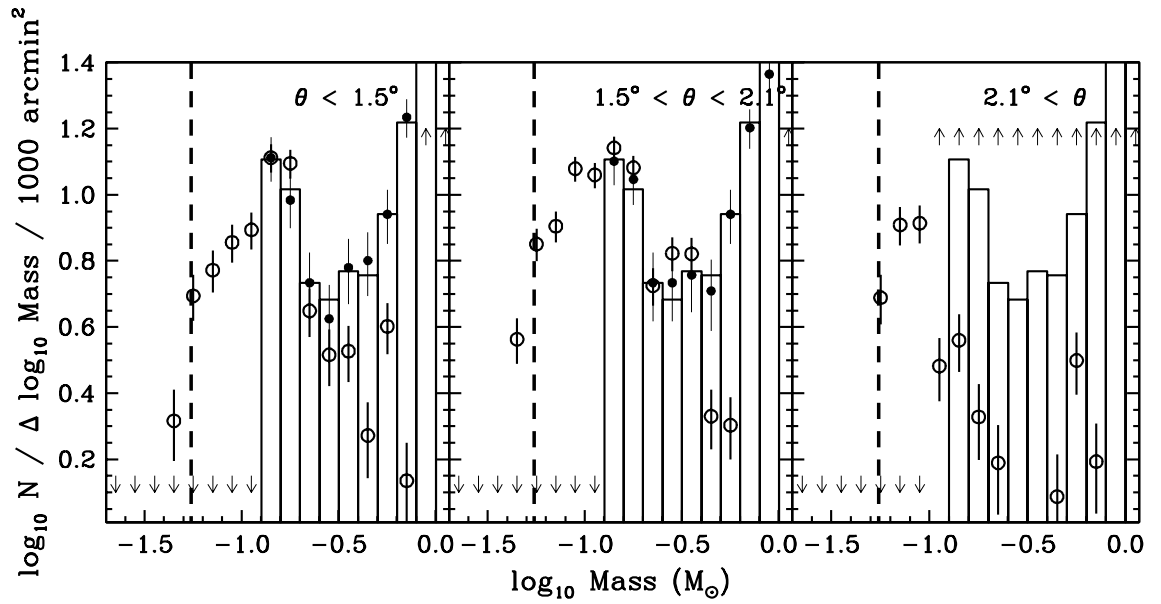 log₁₀ N / Δ log₁₀ Mass / 1000 arcmin²
1.4
1.2
1.0
0.8
0.6
0.4
0.2
θ < 1.5°
1.5° < θ < 2.1°
2.1° < θ
−1.5 −1.0 −0.5 0.0 −1.5 −1.0 −0.5 0.0 −1.5 −1.0 −0.5 0.0
log₁₀ Mass (M☉)